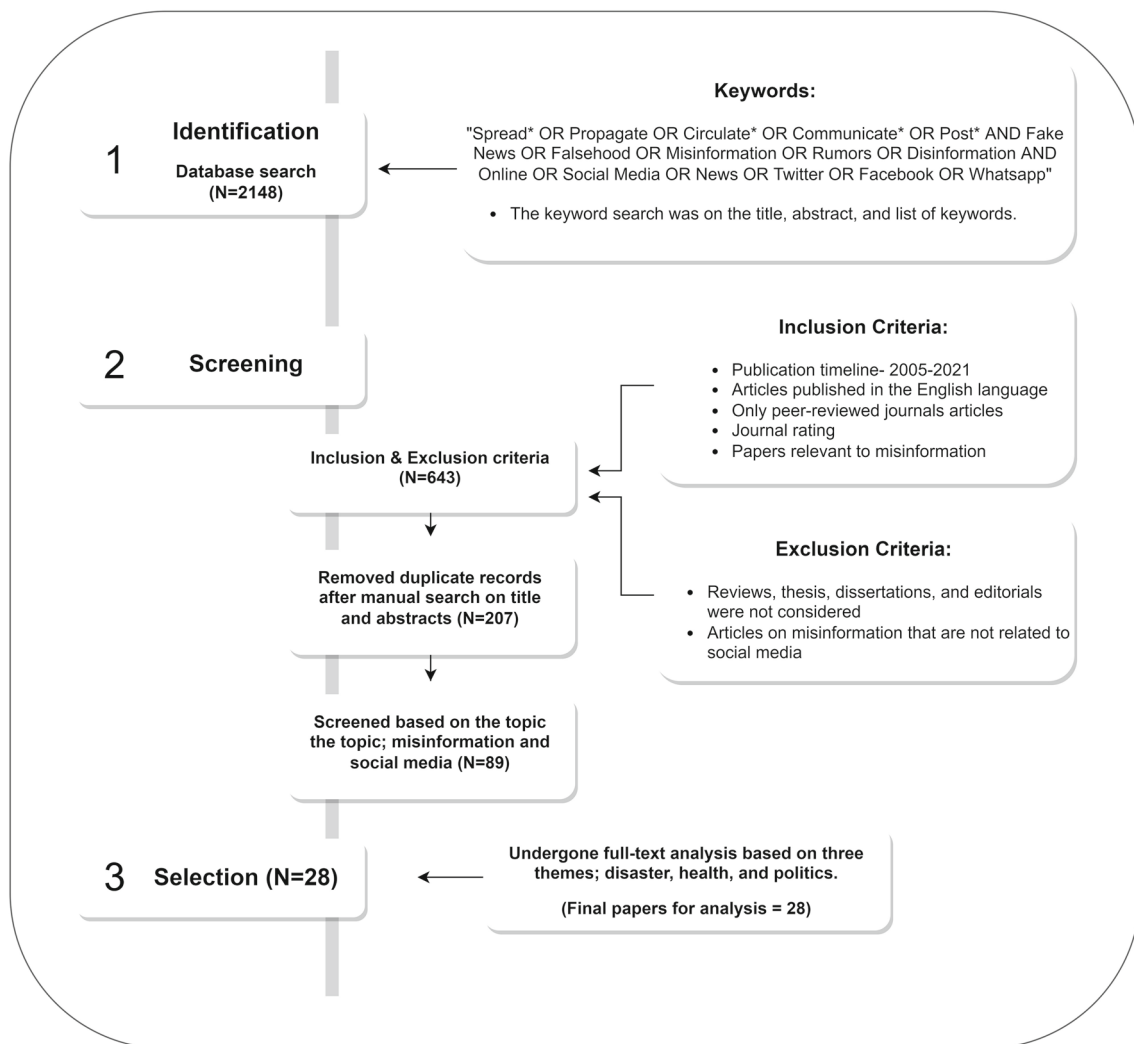 1
Identification
Database search
(N=2148)
Keywords:
"Spread* OR Propagate OR Circulate* OR Communicate* OR Post* AND Fake
News OR Falsehood OR Misinformation OR Rumors OR Disinformation AND
Online OR Social Media OR News OR Twitter OR Facebook OR Whatsapp"
• The keyword search was on the title, abstract, and list of keywords.
2
Screening
Inclusion Criteria:
• Publication timeline- 2005-2021
• Articles published in the English language
• Only peer-reviewed journals articles
• Journal rating
• Papers relevant to misinformation
Inclusion & Exclusion criteria
(N=643)
Exclusion Criteria:
• Reviews, thesis, dissertations, and editorials
were not considered
• Articles on misinformation that are not related to
social media
Removed duplicate records
after manual search on title
and abstracts (N=207)
Screened based on the topic
the topic; misinformation and
social media (N=89)
3
Selection (N=28)
Undergone full-text analysis based on three
themes; disaster, health, and politics.
(Final papers for analysis = 28)